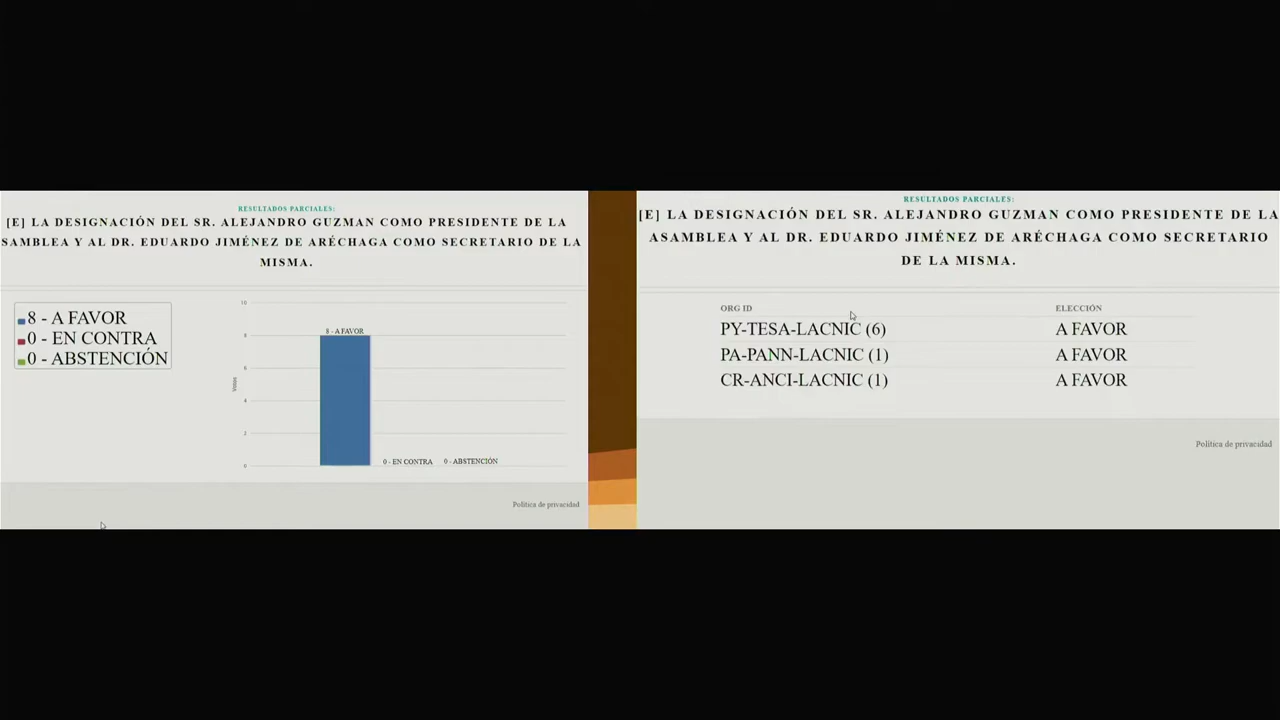 RESULTADOS PARCIALES:
[E] LA DESIGNACIÓN DEL SR. ALEJANDRO GUZMAN COMO PRESIDENTE DE LA
SAMBLEA Y AL DR. EDUARDO JIMÉNEZ DE ARÉCHAGA COMO SECRETARIO DE LA
MISMA.
8 - A FAVOR
0 - EN CONTRA
0 - ABSTENCIÓN
10
8
6
4
2
0
Votos
8 - A FAVOR
0 - EN CONTRA
0 - ABSTENCIÓN
Política de privacidad
RESULTADOS PARCIALES:
[E] LA DESIGNACIÓN DEL SR. ALEJANDRO GUZMAN COMO PRESIDENTE DE LA
ASAMBLEA Y AL DR. EDUARDO JIMÉNEZ DE ARÉCHAGA COMO SECRETARIO
DE LA MISMA.
ORG ID ELECCIÓN
PY-TESA-LACNIC (6) A FAVOR
PA-PANN-LACNIC (1) A FAVOR
CR-ANCI-LACNIC (1) A FAVOR
Política de privacidad